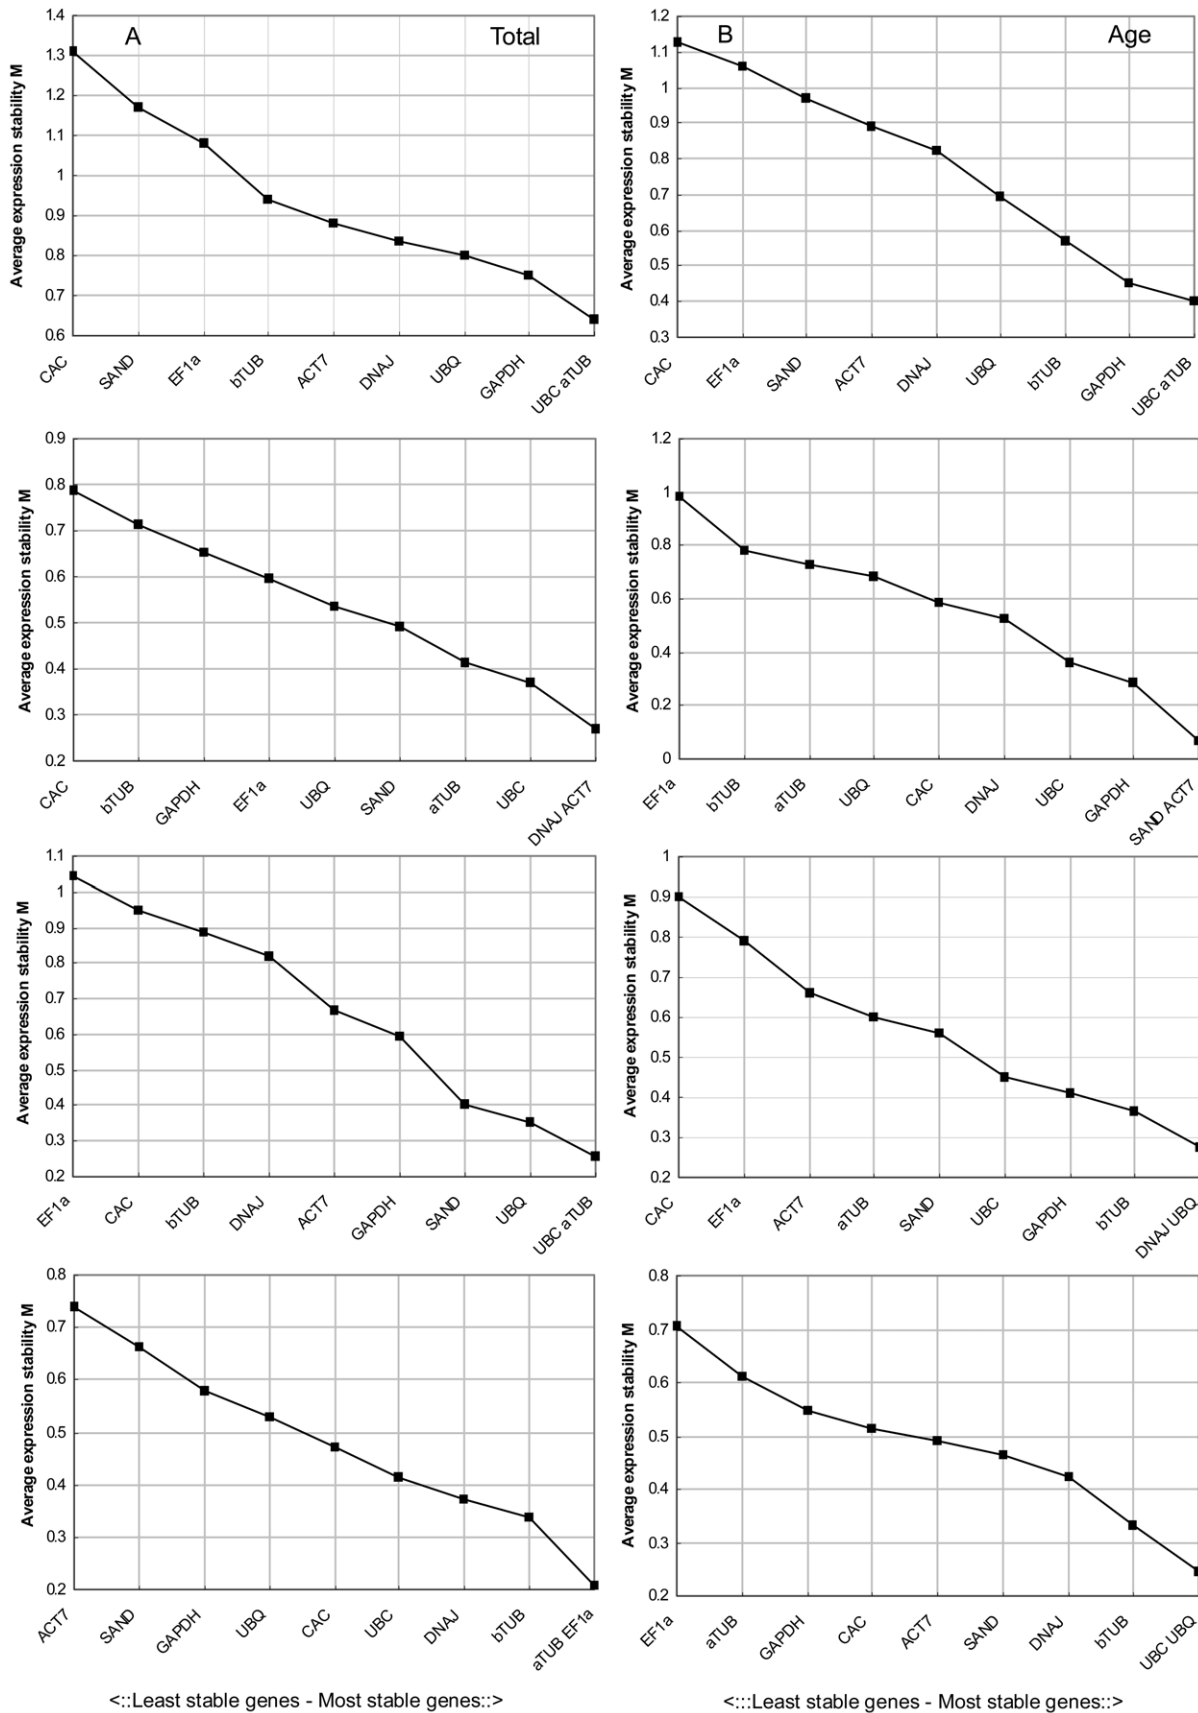 A
Total
Average expression stability M
1.4
1.3
1.2
1.1
1
0.9
0.8
0.7
0.6
CAC
SAND
EF1a
bTUB
ACT7
DNAJ
UBQ
GAPDH
UBC aTUB
B
Age
Average expression stability M
1.2
1.1
1
0.9
0.8
0.7
0.6
0.5
0.4
0.3
CAC
EF1a
SAND
ACT7
DNAJ
UBQ
bTUB
GAPDH
UBC aTUB
Average expression stability M
0.9
0.8
0.7
0.6
0.5
0.4
0.3
0.2
CAC
bTUB
GAPDH
EF1a
UBQ
SAND
aTUB
UBC
DNAJ ACT7
Average expression stability M
1.2
1
0.8
0.6
0.4
0.2
0
EF1a
bTUB
aTUB
UBQ
CAC
DNAJ
UBC
GAPDH
SAND ACT7
Average expression stability M
1.1
1
0.9
0.8
0.7
0.6
0.5
0.4
0.3
0.2
EF1a
CAC
bTUB
DNAJ
ACT7
GAPDH
SAND
UBQ
UBC aTUB
Average expression stability M
1
0.9
0.8
0.7
0.6
0.5
0.4
0.3
0.2
CAC
EF1a
ACT7
aTUB
SAND
UBC
GAPDH
bTUB
DNAJ UBQ
Average expression stability M
0.8
0.7
0.6
0.5
0.4
0.3
0.2
ACT7
SAND
GAPDH
UBQ
CAC
UBC
DNAJ
bTUB
aTUB EF1a
Average expression stability M
0.8
0.7
0.6
0.5
0.4
0.3
0.2
EF1a
aTUB
GAPDH
CAC
ACT7
SAND
DNAJ
bTUB
UBC UBQ
<::Least stable genes - Most stable genes::>
<:::Least stable genes - Most stable genes::>